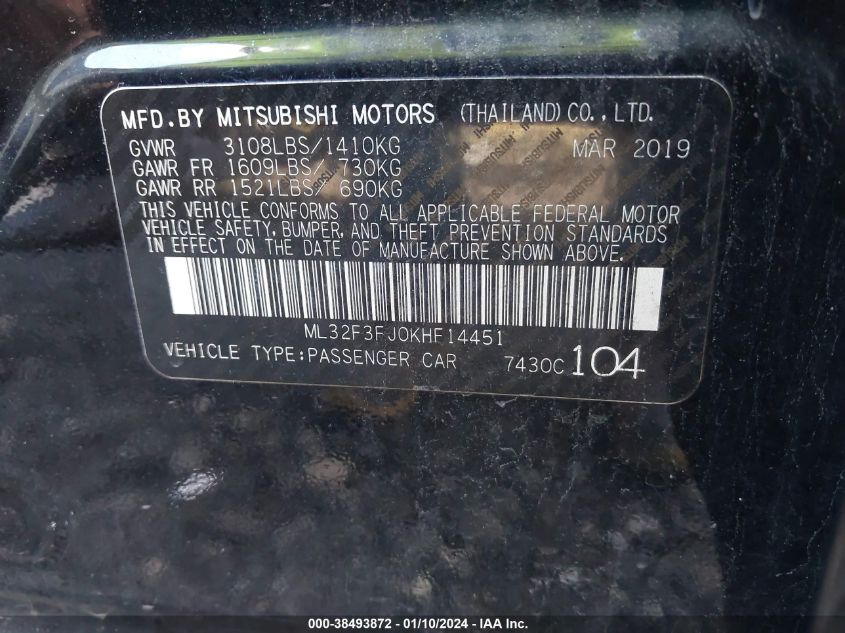 MFD.BY MITSUBISHI MOTORS (THAILAND) CO., LTD.
GVWR 3108LBS/1410KG MAR 2019
GAWR FR 1609LBS/ 730KG
GAWR RR 1521LBS/ 690KG
THIS VEHICLE CONFORMS TO ALL APPLICABLE FEDERAL MOTOR
VEHICLE SAFETY, BUMPER, AND THEFT PREVENTION STANDARDS
IN EFFECT ON THE DATE OF MANUFACTURE SHOWN ABOVE.
ML32F3FJ0KHF14451
VEHICLE TYPE:PASSENGER CAR 7430C 104
000-38493872 - 01/10/2024 - IAA Inc.